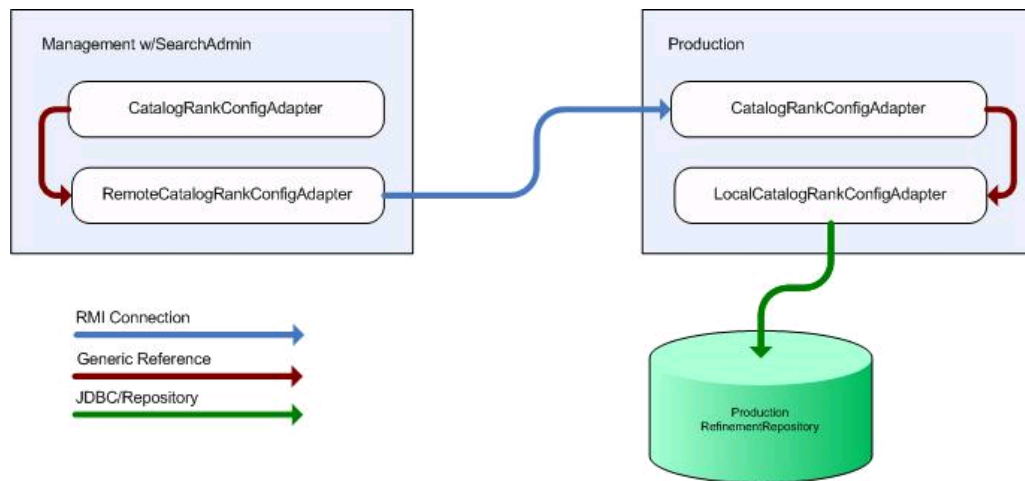 Management w/SearchAdmin
CatalogRankConfigAdapter
RemoteCatalogRankConfigAdapter
Production
CatalogRankConfigAdapter
LocalCatalogRankConfigAdapter
RMI Connection
Generic Reference
JDBC/Repository
Production
RefinementRepository